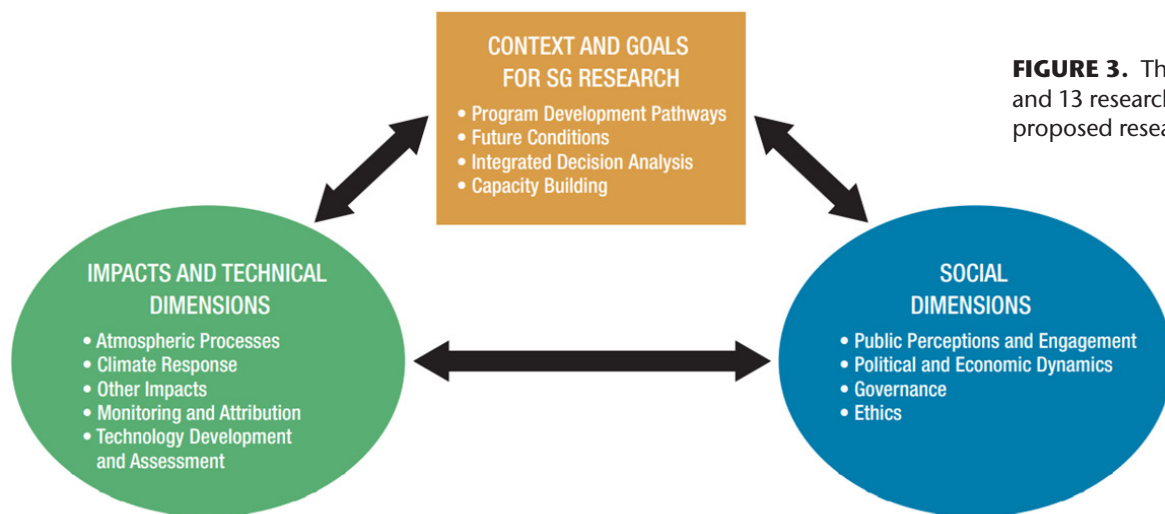 CONTEXT AND GOALS
FOR SG RESEARCH
• Program Development Pathways
• Future Conditions
• Integrated Decision Analysis
• Capacity Building
FIGURE 3. Th
and 13 research
proposed resea
IMPACTS AND TECHNICAL
DIMENSIONS
• Atmospheric Processes
• Climate Response
• Other Impacts
• Monitoring and Attribution
• Technology Development
and Assessment
SOCIAL
DIMENSIONS
• Public Perceptions and Engagement
• Political and Economic Dynamics
• Governance
• Ethics